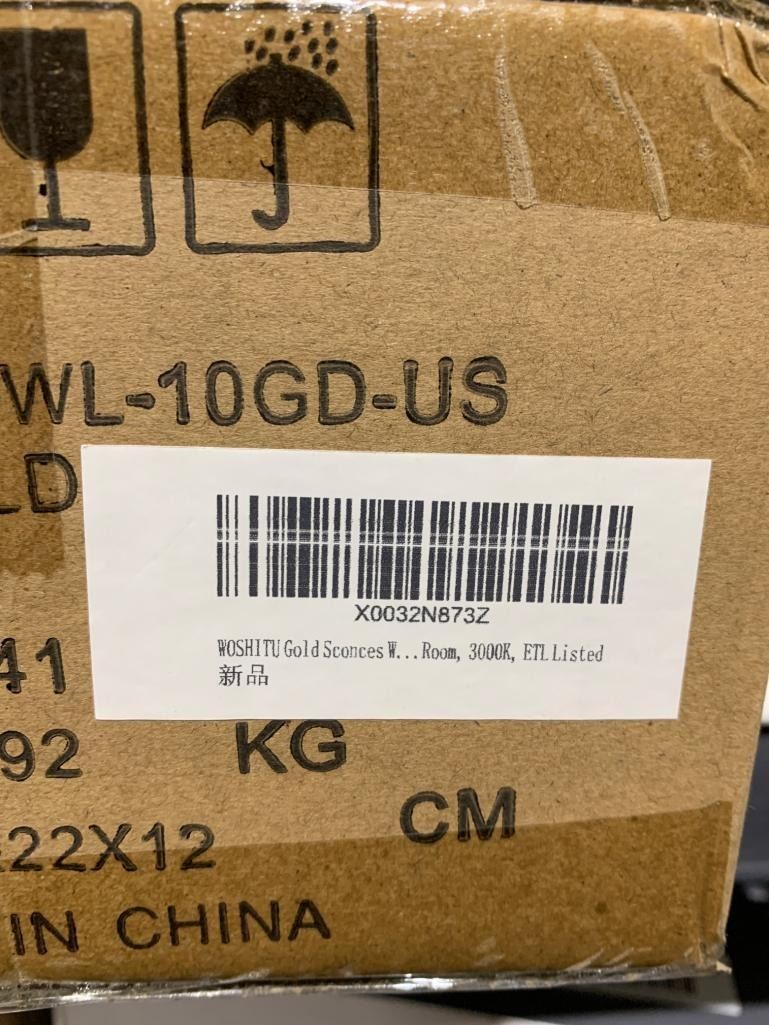 WL-10GD-US
LD
X0032N873Z
WOSHITU Gold Sconces W...Room, 3000K, ETL Listed
新品
41
92 KG
22X12 CM
IN CHINA